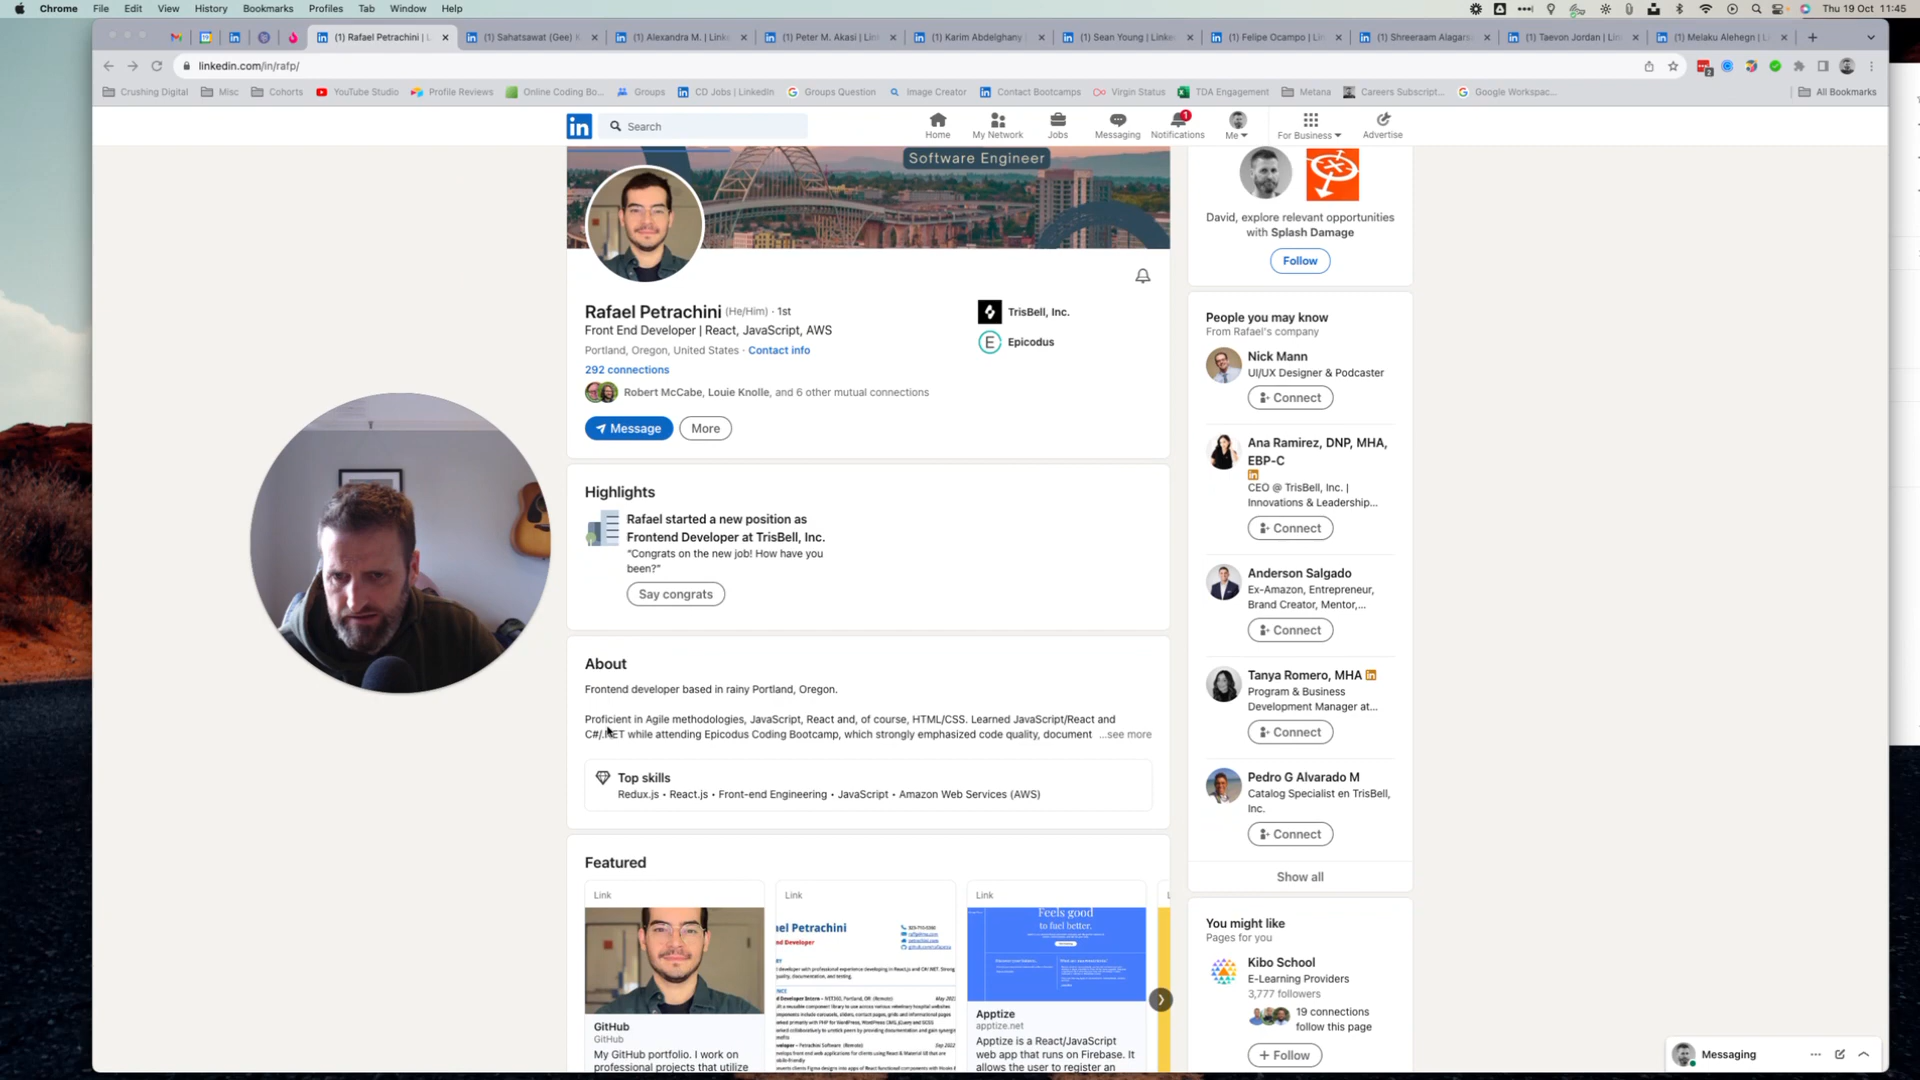 Chrome File Edit View History Bookmarks Profiles Tab Window Help Thu 19 Oct 11:45
(1) Rafael Petrachini | L (1) Sahatsawat (Gee) K (1) Alexandra M. | Linke (1) Peter M. Akasi | Lin (1) Karim Abdelghany (1) Sean Young | Linke (1) Felipe Ocampo | Lin (1) Shreeraam Alagars (1) Taevon Jordan | Lin (1) Melaku Alehegn | L
linkedin.com/in/rafp/
Crushing Digital Misc Cohorts YouTube Studio Profile Reviews Online Coding Bo... Groups CD Jobs | LinkedIn Groups Question Image Creator Contact Bootcamps Virgin Status TDA Engagement Metana Careers Subscript... Google Workspac... All Bookmarks
in Search
Home My Network Jobs Messaging Notifications Me For Business Advertise
1
Software Engineer
Rafael Petrachini (He/Him) · 1st
Front End Developer | React, JavaScript, AWS
Portland, Oregon, United States · Contact info
292 connections
Robert McCabe, Louie Knolle, and 6 other mutual connections
Message More
TrisBell, Inc.
E Epicodus
Highlights
Rafael started a new position as
Frontend Developer at TrisBell, Inc.
"Congrats on the new job! How have you
been?"
Say congrats
About
Frontend developer based in rainy Portland, Oregon.
Proficient in Agile methodologies, JavaScript, React and, of course, HTML/CSS. Learned JavaScript/React and
C#/.NET while attending Epicodus Coding Bootcamp, which strongly emphasized code quality, document ...see more
Top skills
Redux.js • React.js • Front-end Engineering • JavaScript • Amazon Web Services (AWS)
Featured
Link
GitHub
GitHub
My GitHub portfolio. I work on
professional projects that utilize
Link
ael Petrachini
nd Developer
Link
Feels good
to fuel better.
Apptize
apptize.net
Apptize is a React/JavaScript
web app that runs on Firebase. It
allows the user to register an
David, explore relevant opportunities
with Splash Damage
Follow
People you may know
From Rafael's company
Nick Mann
UI/UX Designer & Podcaster
Connect
Ana Ramirez, DNP, MHA,
EBP-C
CEO @ TrisBell, Inc. |
Innovations & Leadership...
Connect
Anderson Salgado
Ex-Amazon, Entrepreneur,
Brand Creator, Mentor,...
Connect
Tanya Romero, MHA
Program & Business
Development Manager at...
Connect
Pedro G Alvarado M
Catalog Specialist en TrisBell,
Inc.
Connect
Show all
You might like
Pages for you
Kibo School
E-Learning Providers
3,777 followers
19 connections
follow this page
+ Follow
Messaging